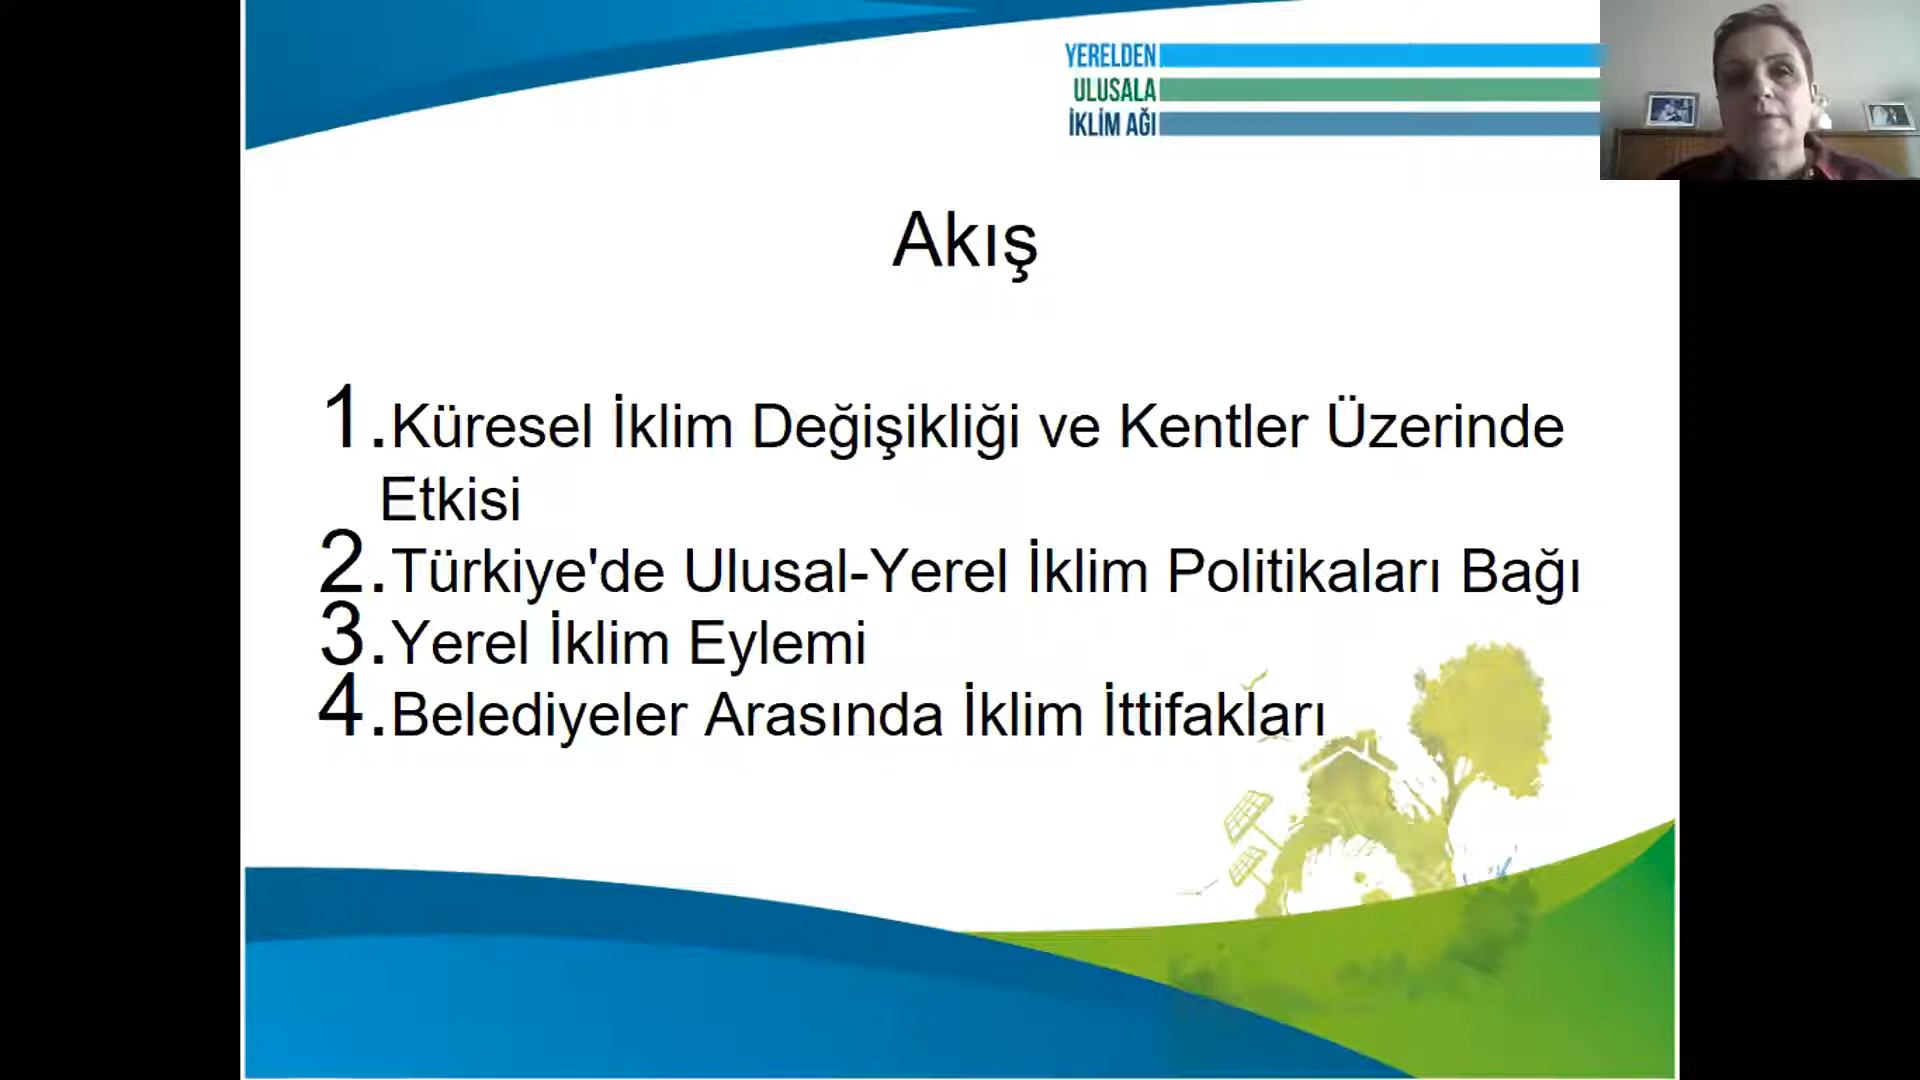 YERELDEN
ULUSALA
İKLİM AĞI
Akış
1.Küresel İklim Değişikliği ve Kentler Üzerinde
Etkisi
2.Türkiye'de Ulusal-Yerel İklim Politikaları Bağı
3.Yerel İklim Eylemi
4.Belediyeler Arasında İklim İttifakları